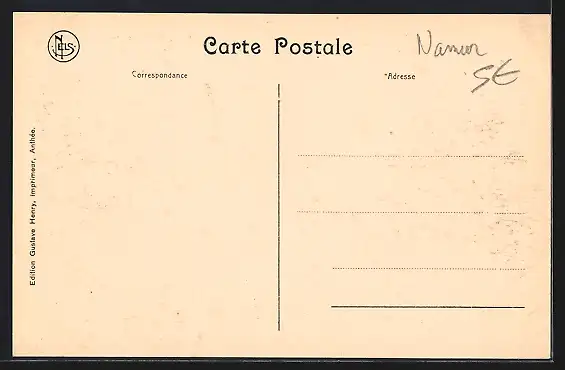 NELS
Carte Postale
Namur
5€
Correspondance
Adresse
Edition Gustave Henry, Imprimeur, Anthée.